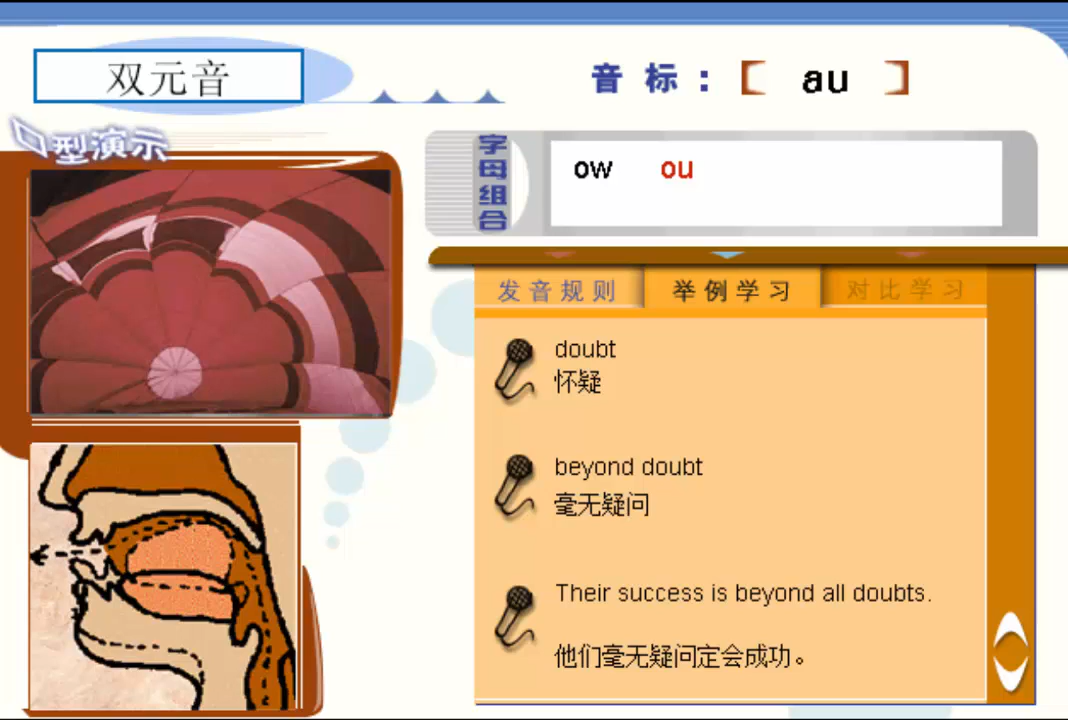 双元音
音标：[ au ]
口型演示
字母组合
ow ou
发音规则 举例学习 对比学习
doubt
怀疑
beyond doubt
毫无疑问
Their success is beyond all doubts.
他们毫无疑问定会成功。